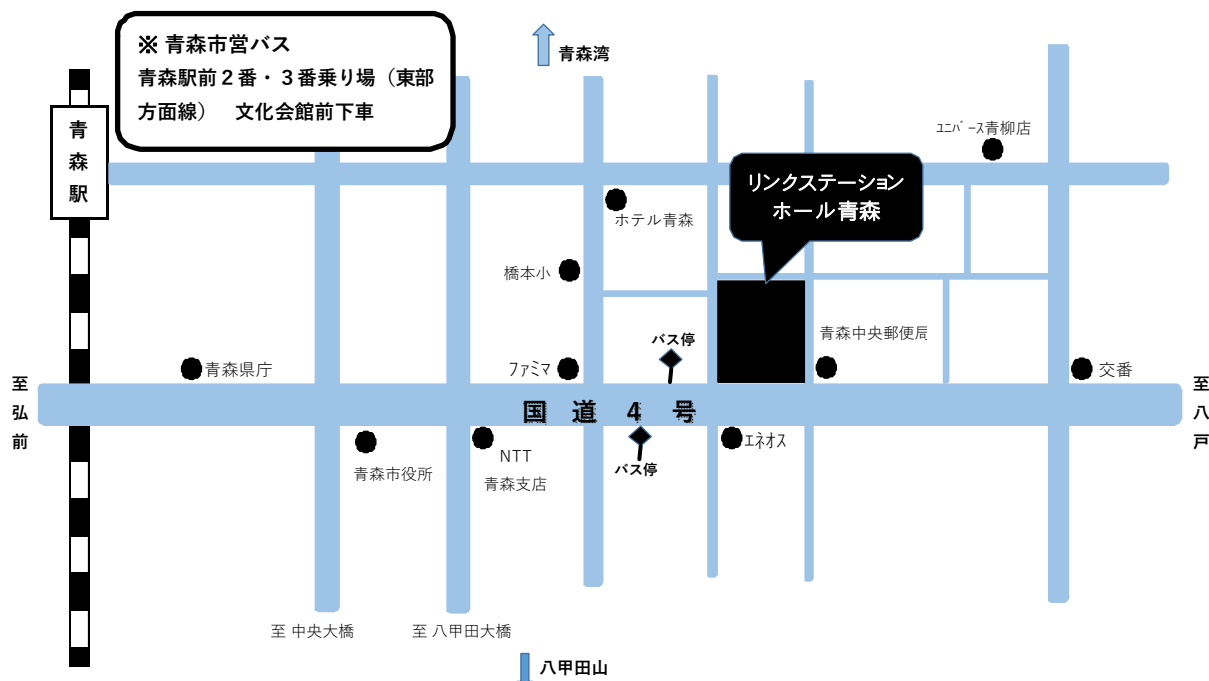 ※ 青森市営バス
青森駅前２番・３番乗り場（東部
方面線）　文化会館前下車
青森湾
青森駅
ﾕﾆﾊﾞｰｽ青柳店
リンクステーション
ホール青森
ホテル青森
橋本小
バス停
青森中央郵便局
青森県庁
ファミマ
交番
至弘前
至八戸
国 道 ４ 号
エネオス
NTT
青森支店
青森市役所
バス停
至 中央大橋
至 八甲田大橋
八甲田山